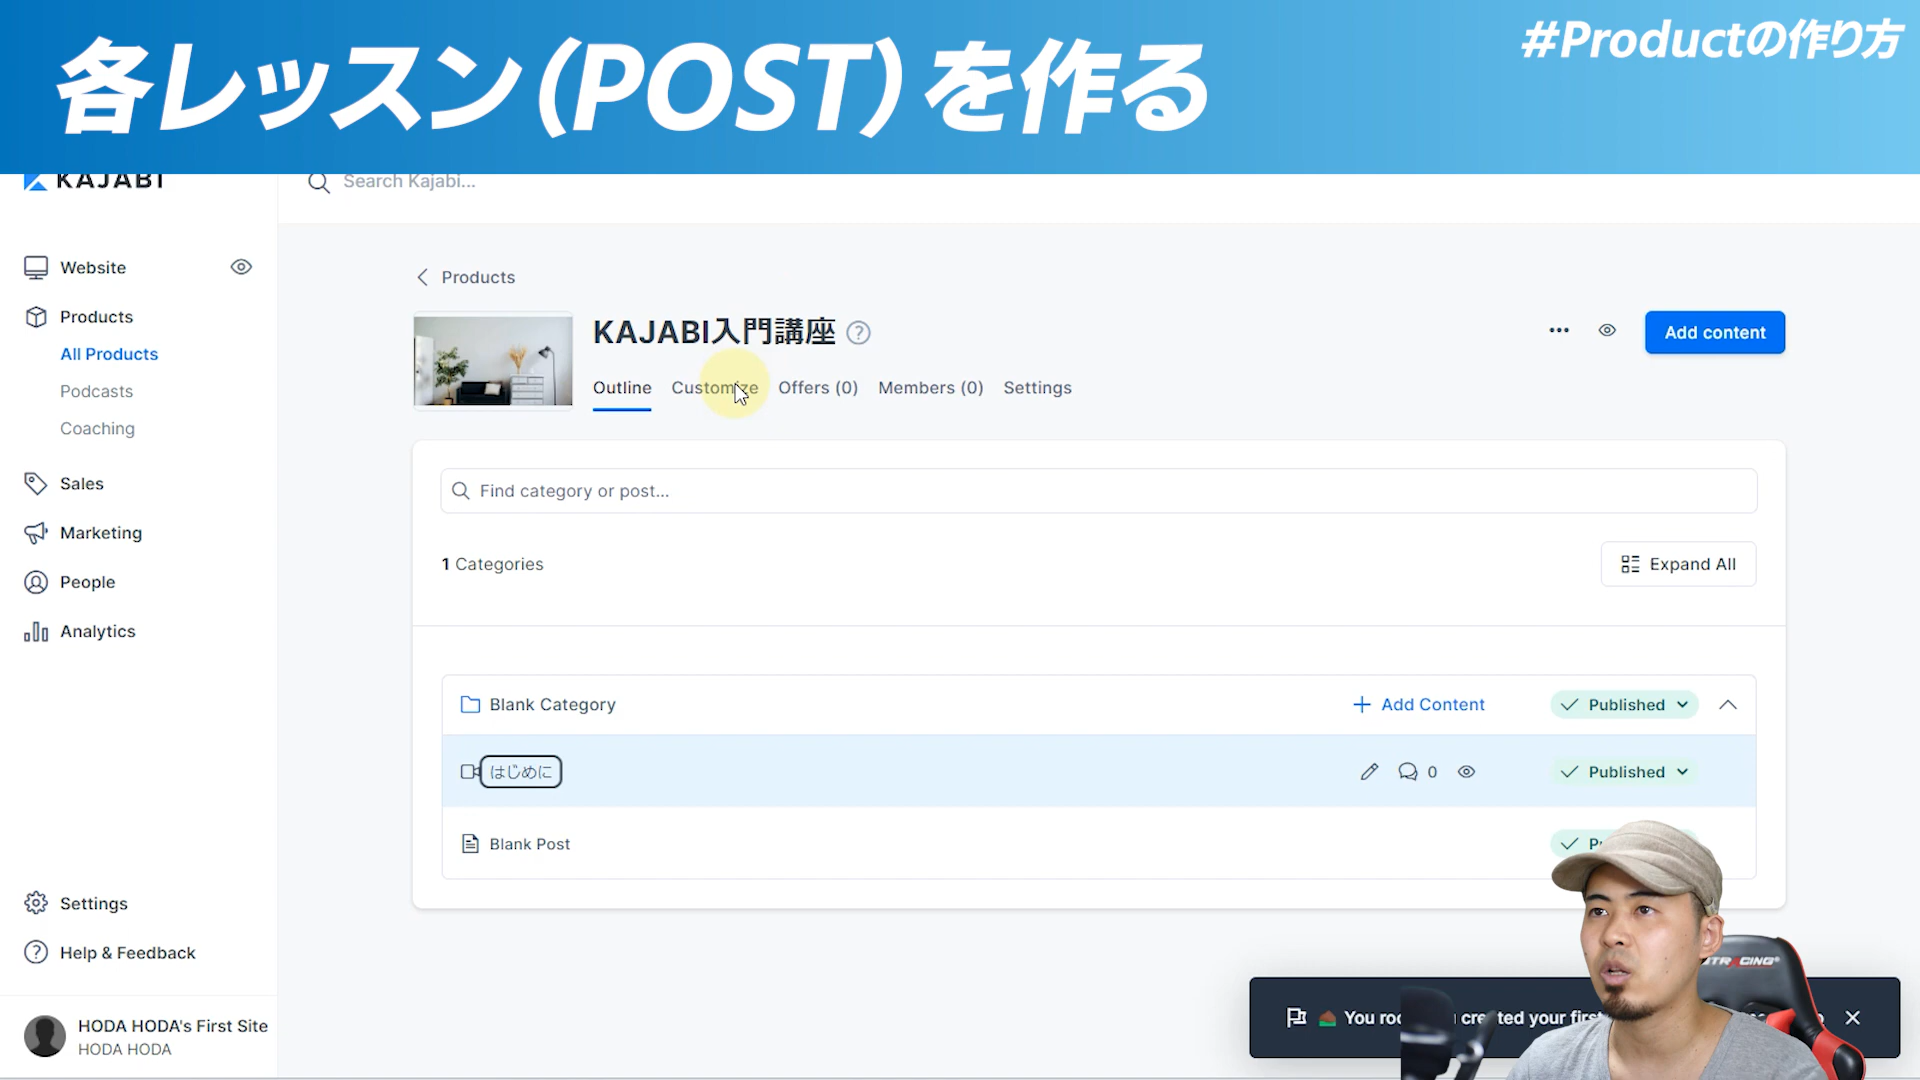 各レッスン（POST）を作る
#Productの作り方
KAJABI
Search Kajabi...
Website
Products
All Products
Podcasts
Coaching
Sales
Marketing
People
Analytics
Settings
Help & Feedback
HODA HODA's First Site
HODA HODA
Products
KAJABI入門講座
Add content
Outline
Customize
Offers (0)
Members (0)
Settings
Find category or post...
1 Categories
Expand All
Blank Category
Add Content
Published
はじめに
0
Published
Blank Post
You
created your